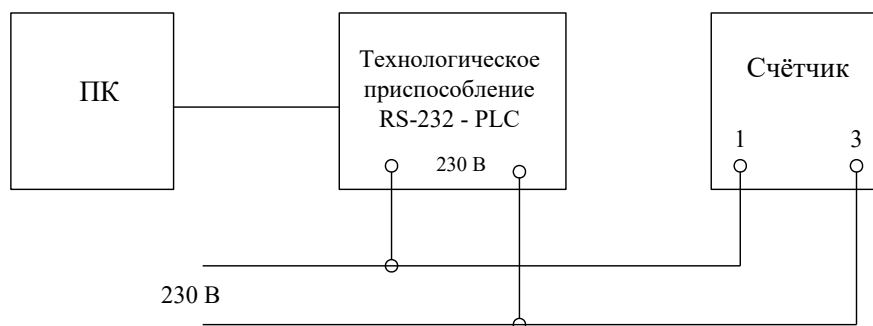 ПК
Технологическое
приспособление
RS-232 - PLC
230 В
Счётчик
1 3
230 В